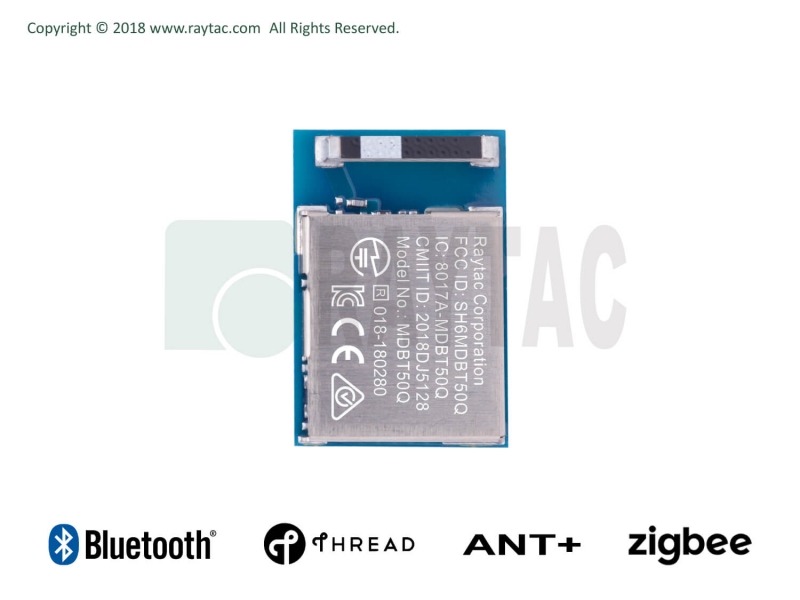 Copyright © 2018 www.raytac.com All Rights Reserved.
RAYTAC
Raytac Corporation
FCC ID: SH6MDBT50Q
IC: 8017A-MDBT50Q
CMIIT ID: 2018DJ5128
Model No.: MDBT50Q
R 018-180280
CE
Bluetooth®
THREAD
ANT+
zigbee